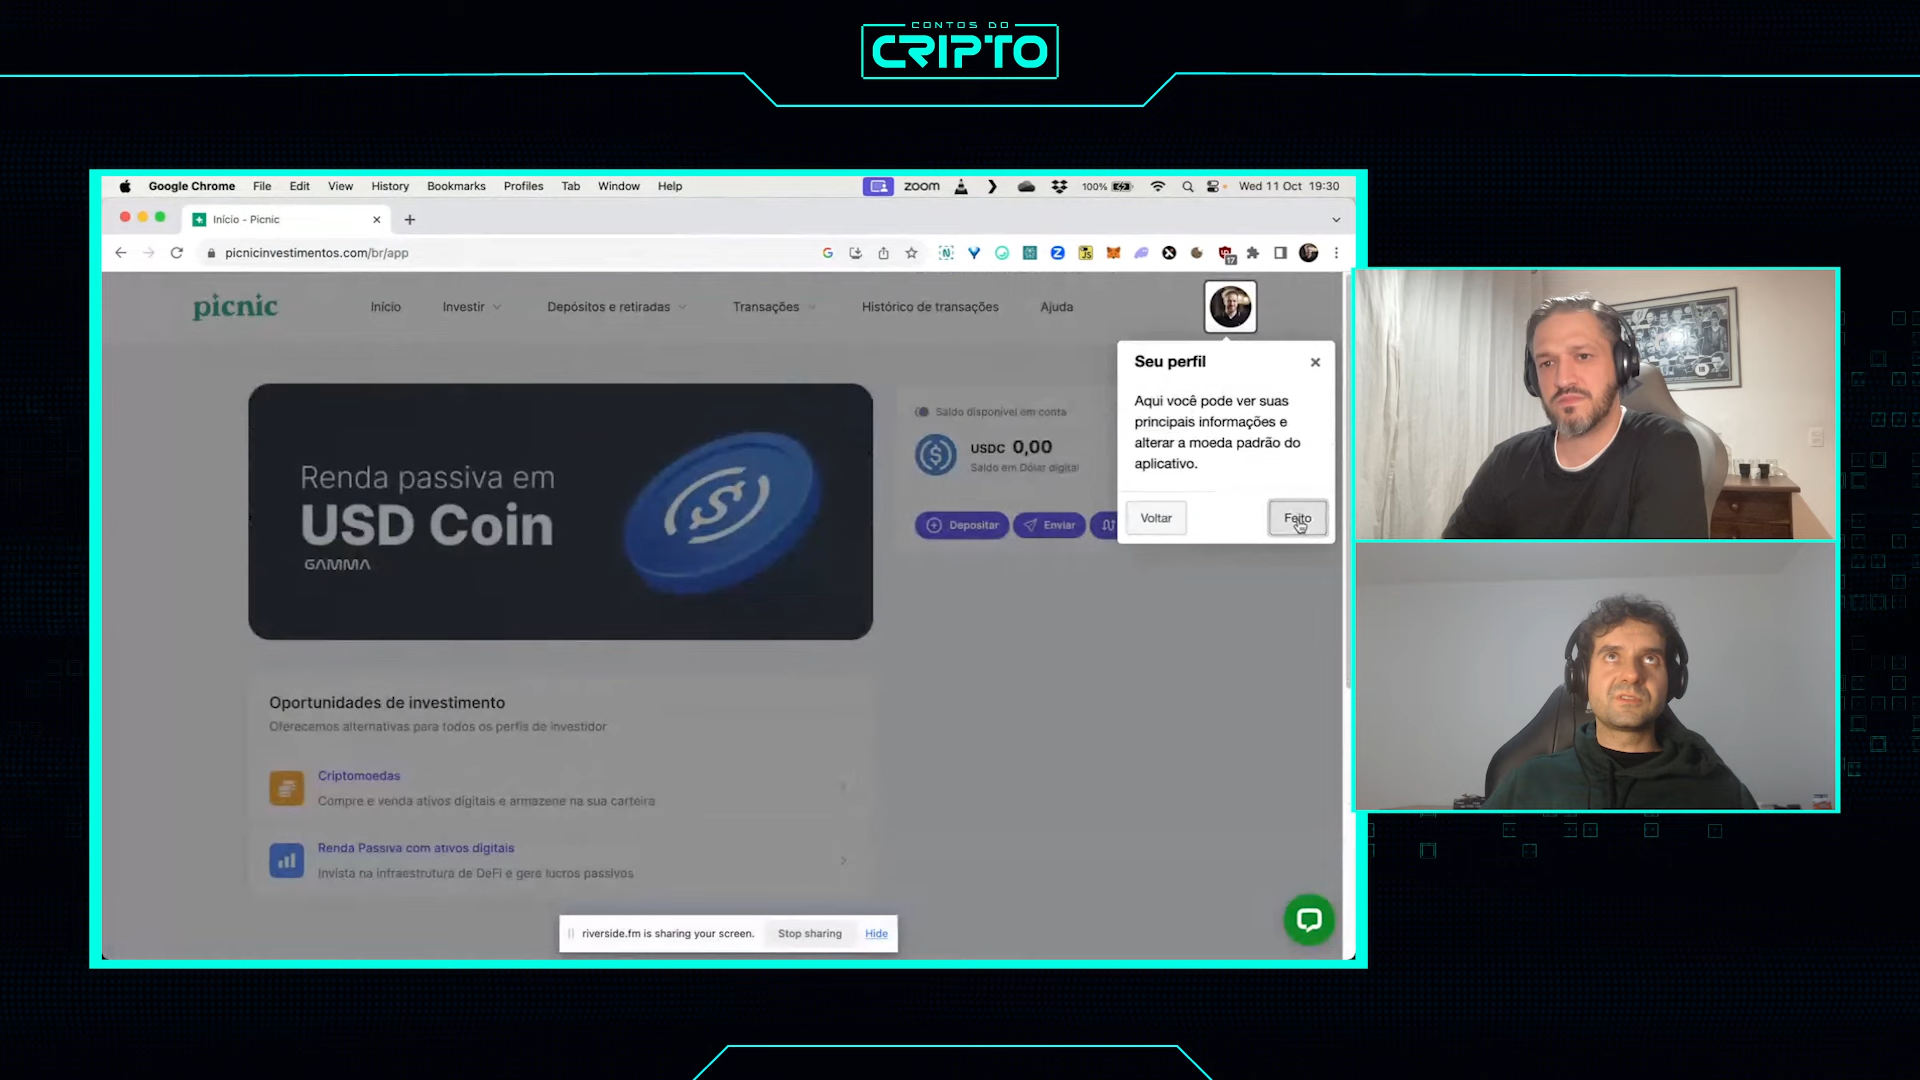 CONTOS DO
CRIPTO
Google Chrome File Edit View History Bookmarks Profiles Tab Window Help
zoom
100%
Wed 11 Oct 19:30
Início - Picnic
picnicinvestimentos.com/br/app
17
picnic
Início
Investir
Depósitos e retiradas
Transações
Histórico de transações
Ajuda
Seu perfil
Aqui você pode ver suas
principais informações e
alterar a moeda padrão do
aplicativo.
Voltar
Feito
Renda passiva em
USD Coin
GAMMA
Saldo disponível em conta
USDC 0,00
Saldo em Dólar digital
Depositar
Enviar
Oportunidades de investimento
Oferecemos alternativas para todos os perfis de investidor
Criptomoedas
Compre e venda ativos digitais e armazene na sua carteira
Renda Passiva com ativos digitais
Invista na infraestrutura de DeFi e gere lucros passivos
riverside.fm is sharing your screen.
Stop sharing
Hide